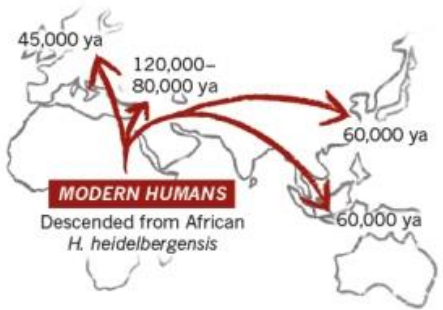 45,000 ya
120,000–
80,000 ya
60,000 ya
MODERN HUMANS
Descended from African
H. heidelbergensis
60,000 ya